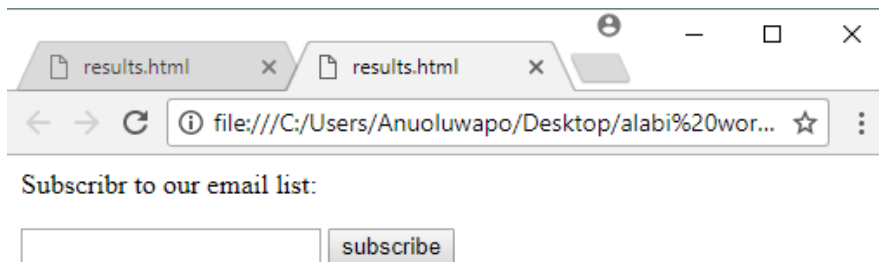 results.html results.html
file:///C:/Users/Anuoluwapo/Desktop/alabi%20wor...
Subscribr to our email list:
subscribe